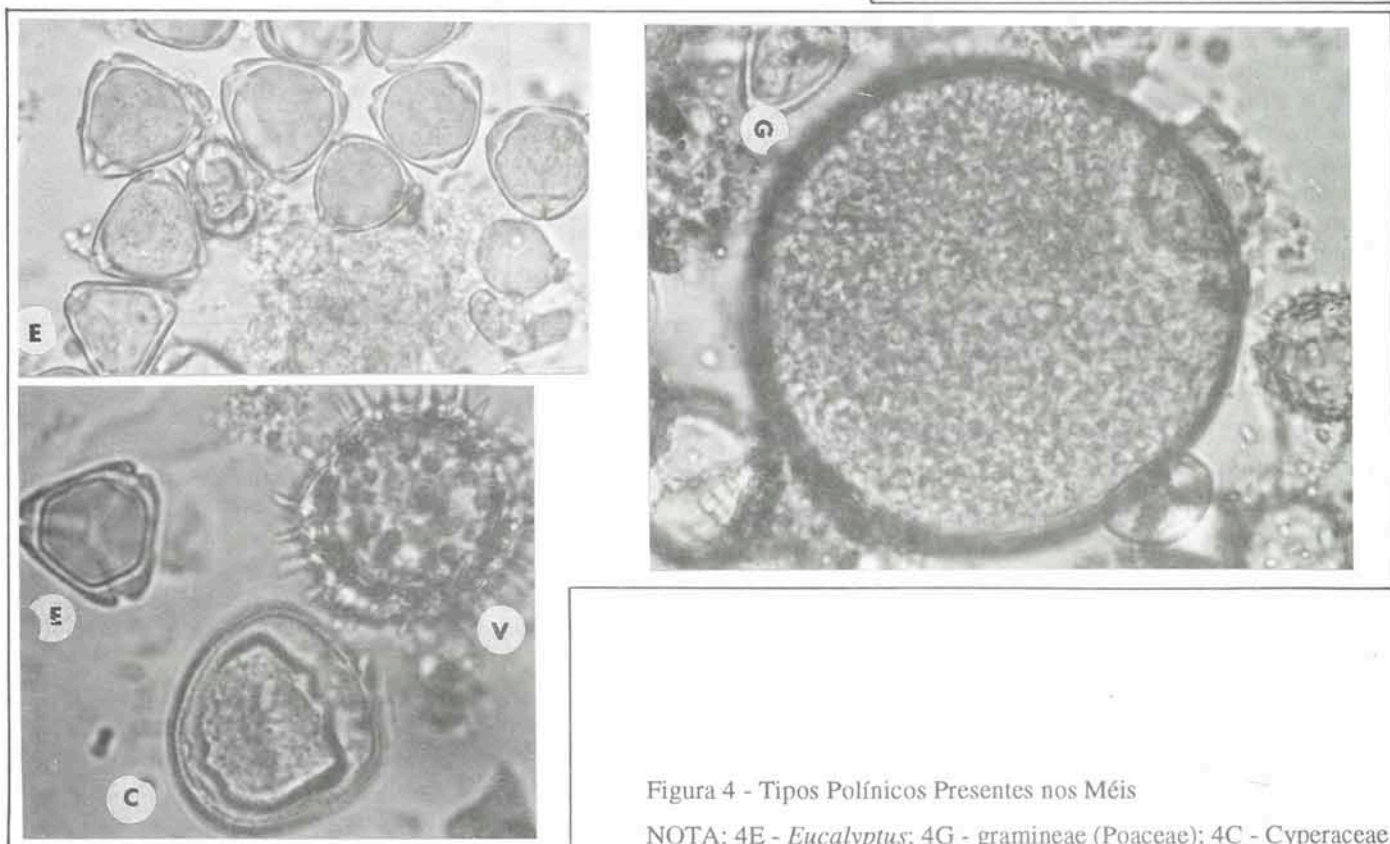 E
G
E
V
C
Figura 4 - Tipos Polínicos Presentes nos Méis
NOTA: 4E - Eucalyptus; 4G - gramineae (Poaceae); 4C - Cyperaceae